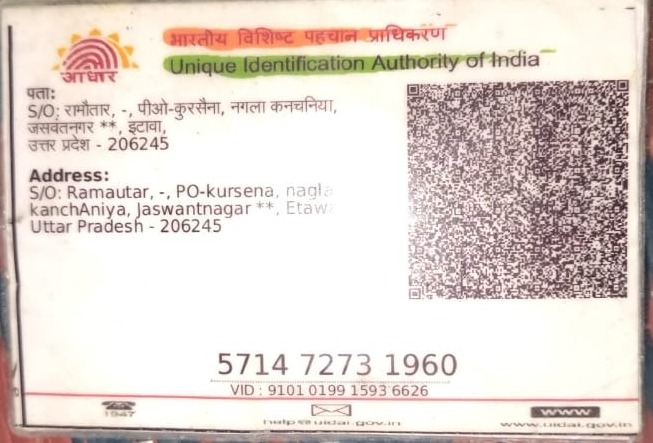 भारतीय विशिष्ट पहचान प्राधिकरण
Unique Identification Authority of India
आधार
पता:
S/O: रामौतार, -, पीओ-कुरसैना, नगला कनचनिया,
जसवंतनगर **, इटावा,
उत्तर प्रदेश - 206245
Address:
S/O: Ramautar, -, PO-kursena, nagla
kanchAniya, Jaswantnagar **, Etaw
Uttar Pradesh - 206245
5714 7273 1960
VID : 9101 0199 1593 6626
1947
help@uidai.gov.in
www
www.uidai.gov.in